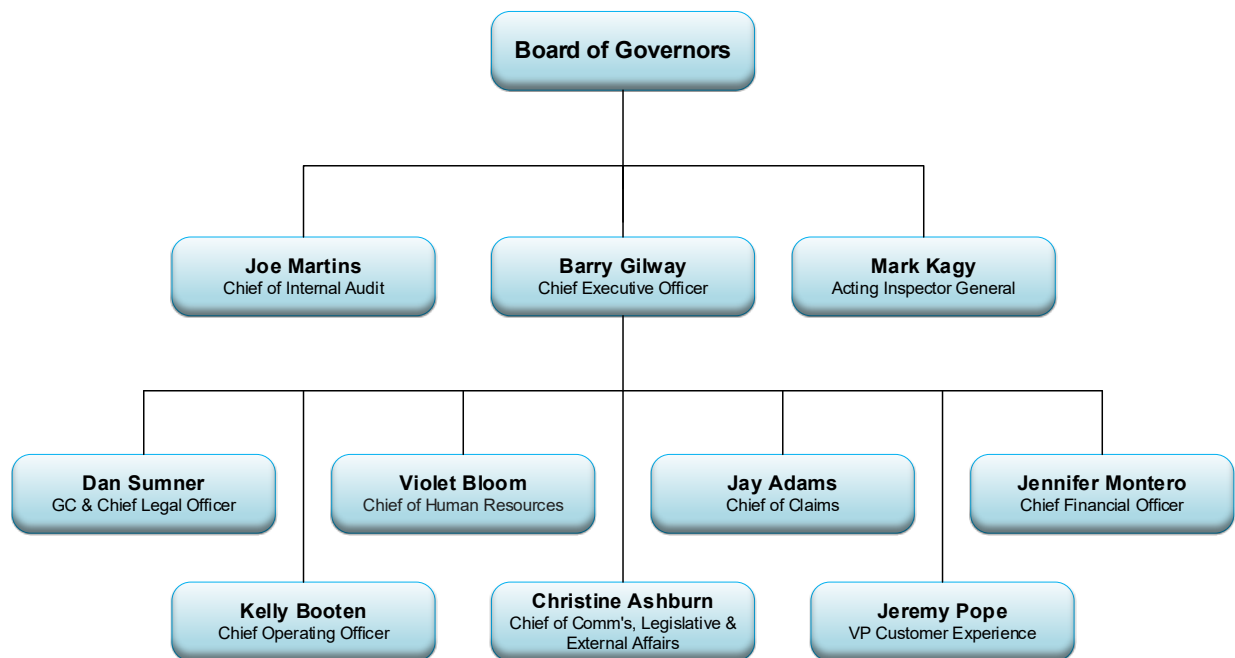 Board of Governors
Joe Martins
Chief of Internal Audit
Barry Gilway
Chief Executive Officer
Mark Kagy
Acting Inspector General
Dan Sumner
GC & Chief Legal Officer
Violet Bloom
Chief of Human Resources
Jay Adams
Chief of Claims
Jennifer Montero
Chief Financial Officer
Kelly Booten
Chief Operating Officer
Christine Ashburn
Chief of Comm's, Legislative &
External Affairs
Jeremy Pope
VP Customer Experience